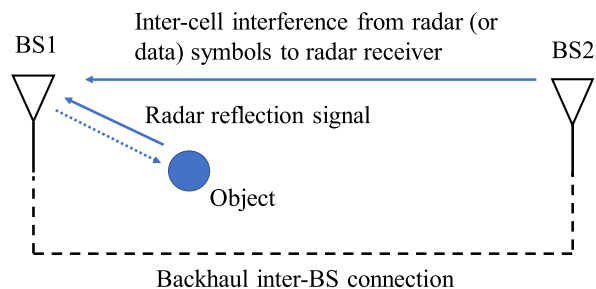 Inter-cell interference from radar (or
data) symbols to radar receiver
BS1
BS2
Radar reflection signal
Object
Backhaul inter-BS connection